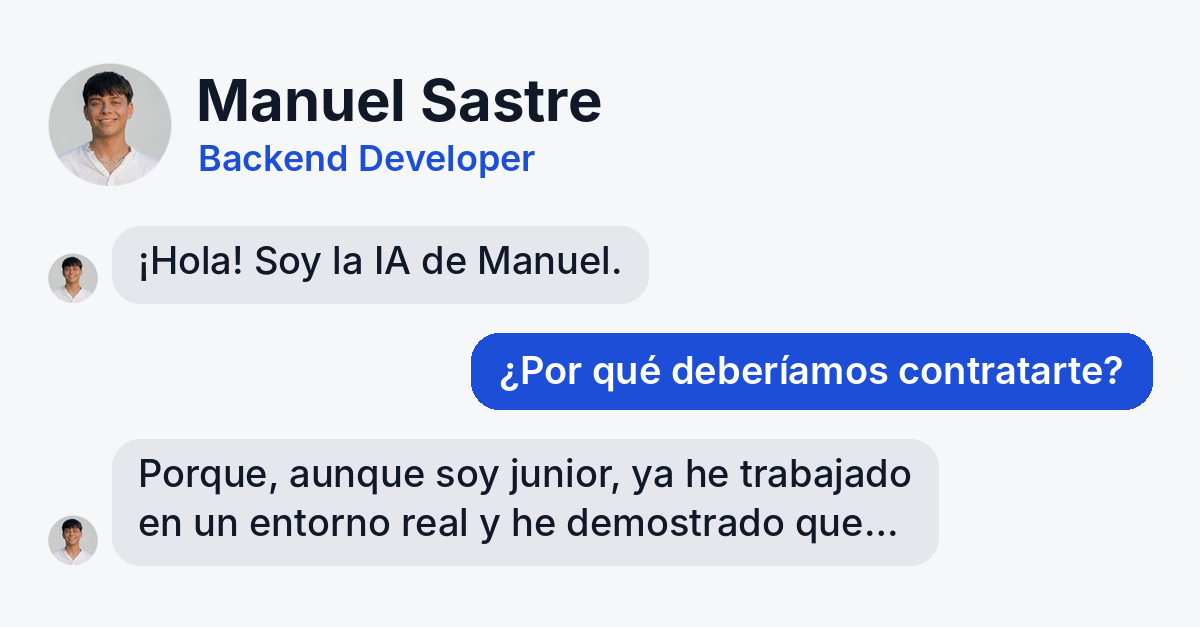 Manuel Sastre
Backend Developer
¡Hola! Soy la IA de Manuel.
¿Por qué deberíamos contratarte?
Porque, aunque soy junior, ya he trabajado
en un entorno real y he demostrado que...